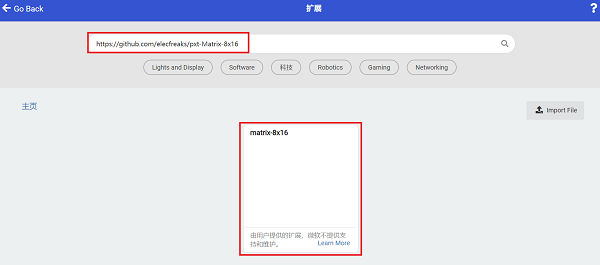 Go Back
扩展
?
https://github.com/elecfreaks/pxt-Matrix-8x16
Lights and Display
Software
科技
Robotics
Gaming
Networking
主页
Import File
matrix-8x16
由用户提供的扩展，微软不提供支
持和维护。
Learn More